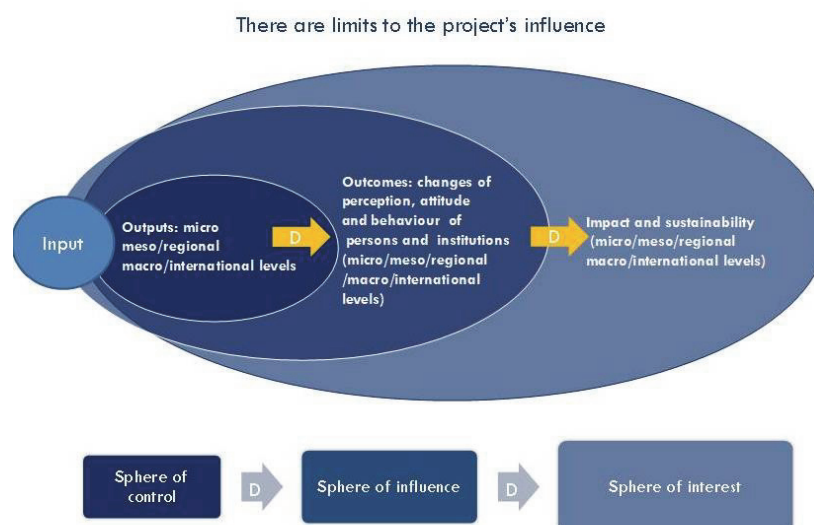 There are limits to the project's influence
Input
Outputs: micro
meso/regional
macro/international levels
D
Outcomes: changes of
perception, attitude
and behaviour of
persons and institutions
(micro/meso/regional
/macro/international
levels)
D
Impact and sustainability
(micro/meso/regional
macro/international levels)
Sphere of
control
D
Sphere of influence
D
Sphere of interest